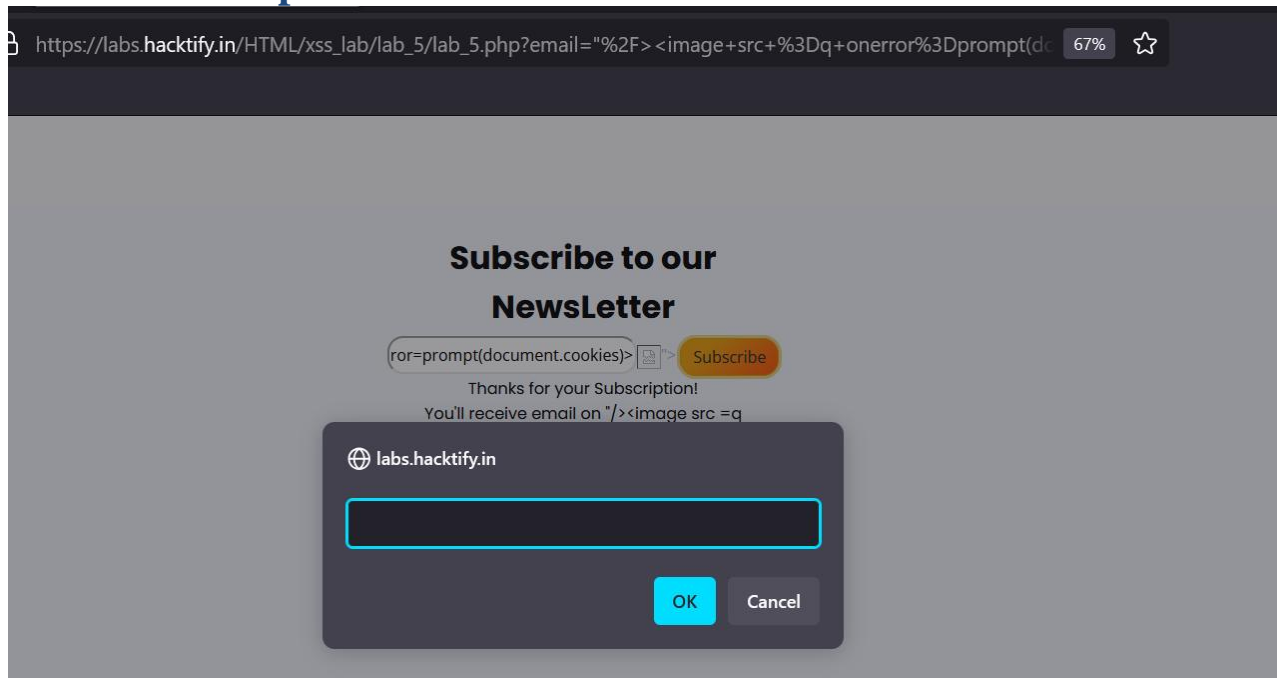 https://labs.hacktify.in/HTML/xss_lab/lab_5/lab_5.php?email="%2F><image+src+%3Dq+onerror%3Dprompt(dc 67%
Subscribe to our
NewsLetter
ror=prompt(document.cookies)> "> Subscribe
Thanks for your Subscription!
You'll receive email on "/><image src =q
labs.hacktify.in
OK Cancel